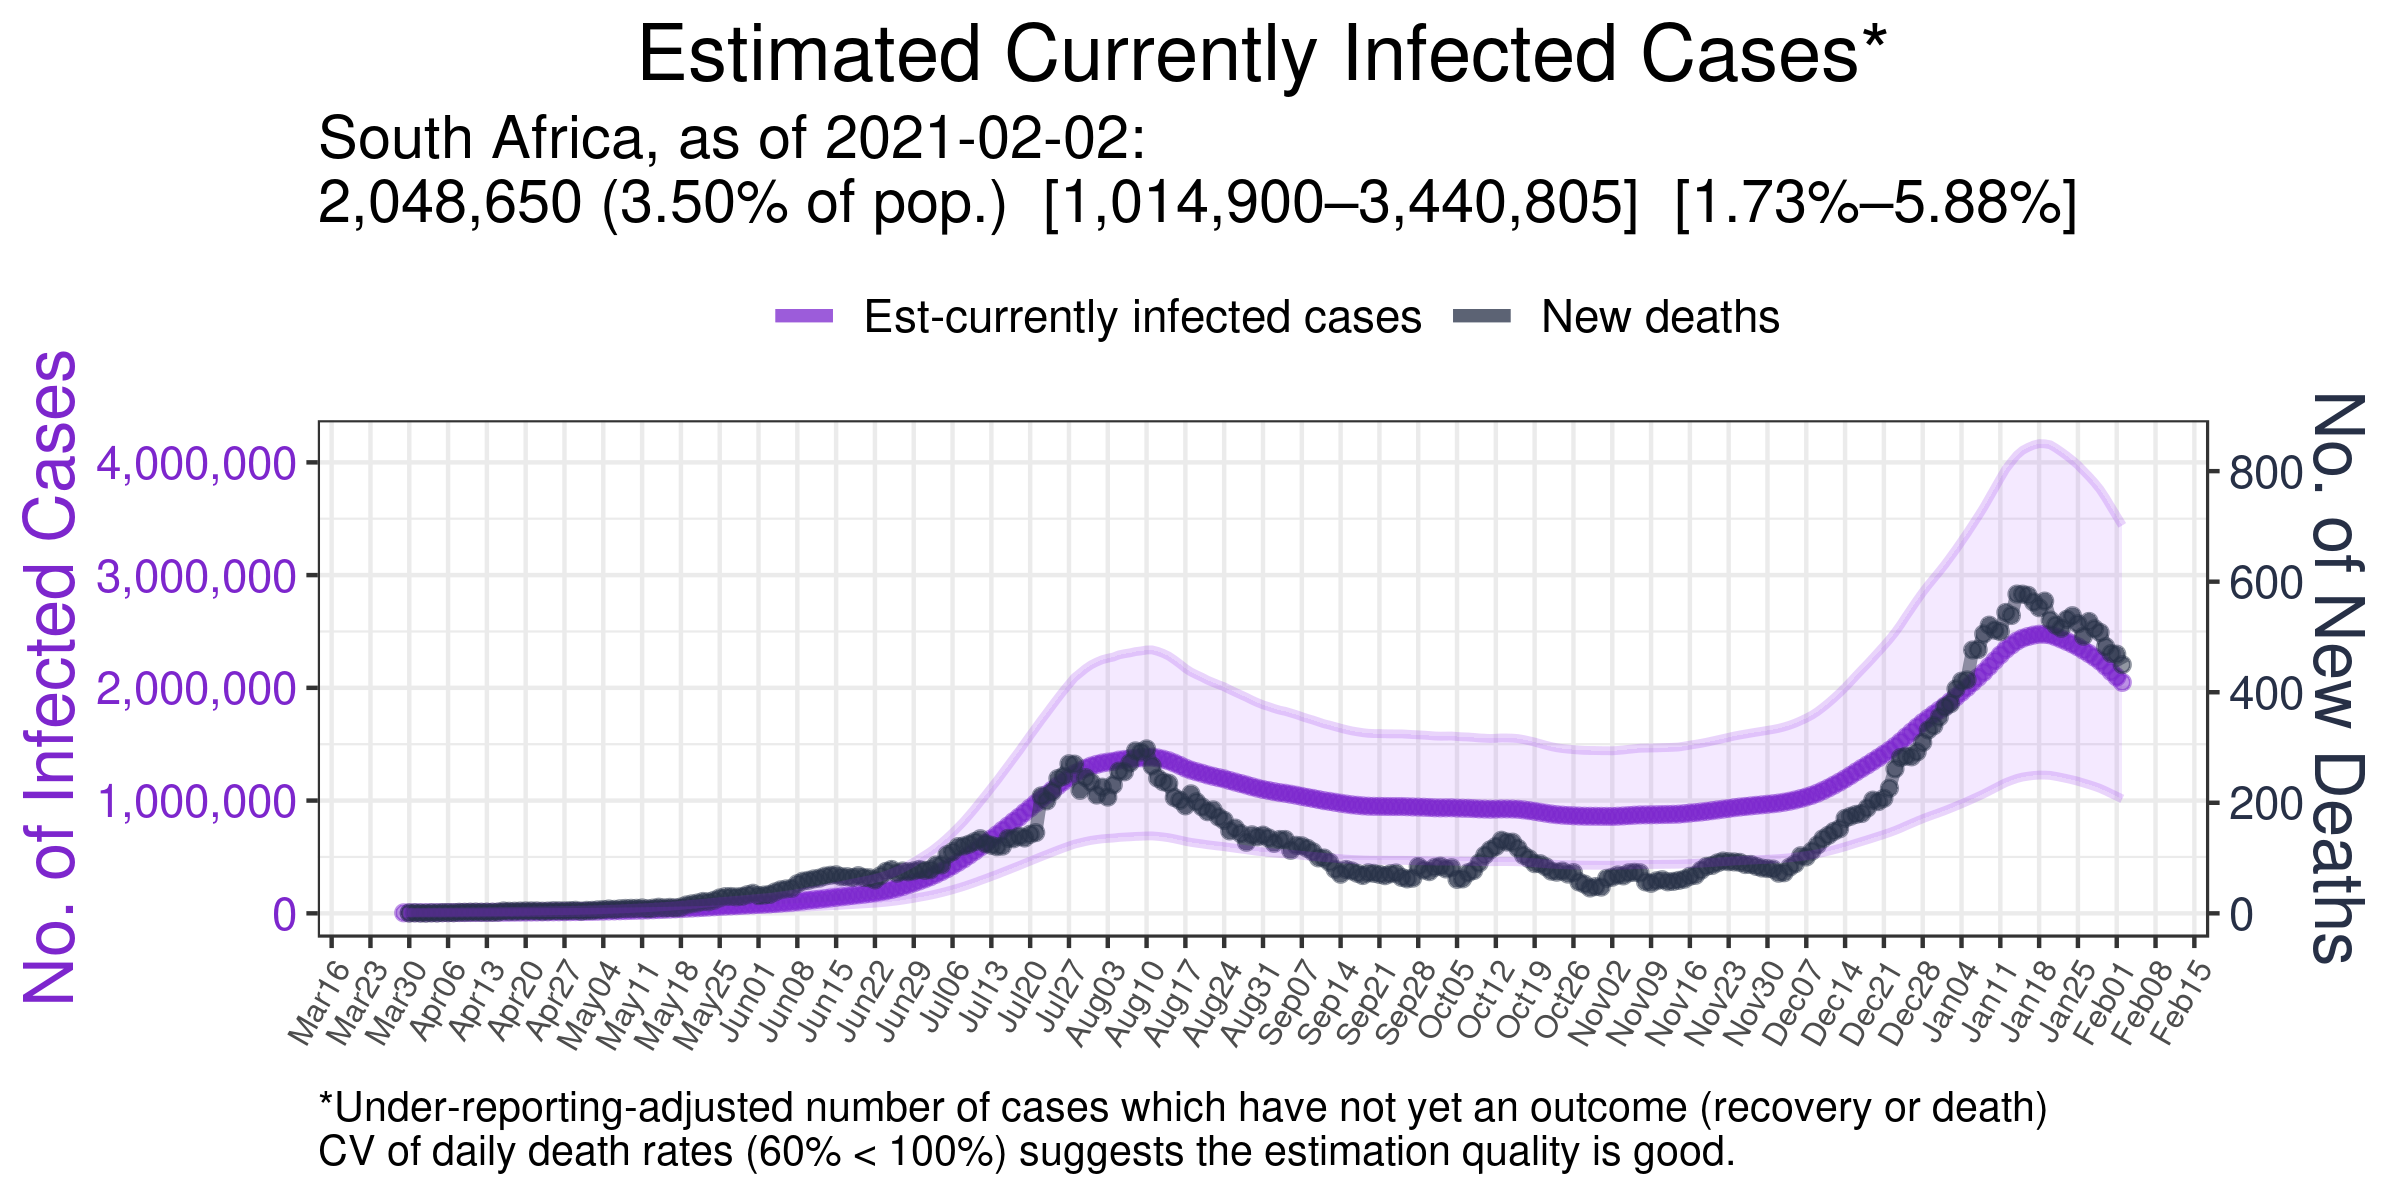 Estimated Currently Infected Cases*
South Africa, as of 2021-02-02:
2,048,650 (3.50% of pop.) [1,014,900–3,440,805] [1.73%–5.88%]
Est-currently infected cases
New deaths
No. of Infected Cases
4,000,000
3,000,000
2,000,000
1,000,000
0
800
600
400
200
0
No. of New Deaths
Mar16
Mar23
Mar30
Apr06
Apr13
Apr20
Apr27
May04
May11
May18
May25
Jun01
Jun08
Jun15
Jun22
Jun29
Jul06
Jul13
Jul20
Jul27
Aug03
Aug10
Aug17
Aug24
Aug31
Sep07
Sep14
Sep21
Sep28
Oct05
Oct12
Oct19
Oct26
Nov02
Nov09
Nov16
Nov23
Nov30
Dec07
Dec14
Dec21
Dec28
Jan04
Jan11
Jan18
Jan25
Feb01
Feb08
Feb15
*Under-reporting-adjusted number of cases which have not yet an outcome (recovery or death)
CV of daily death rates (60% < 100%) suggests the estimation quality is good.